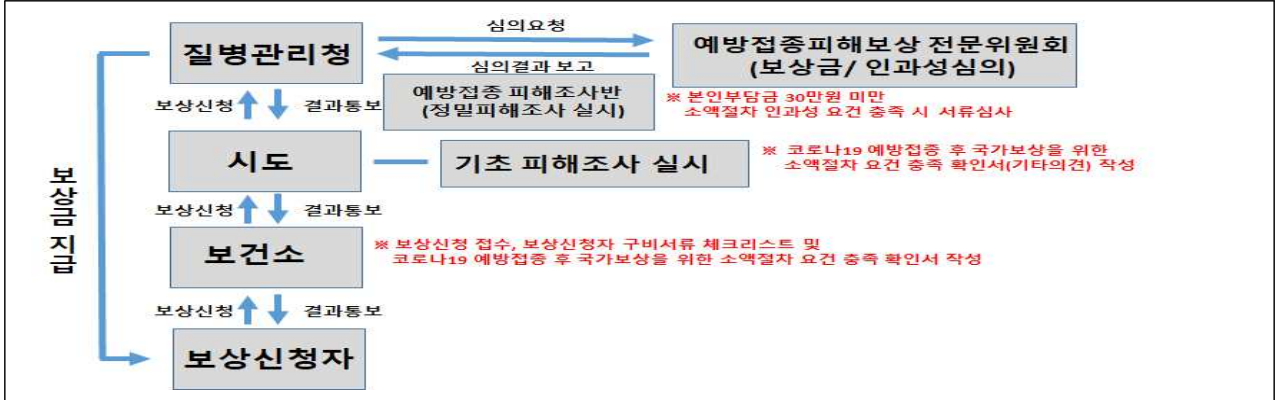 심의요청
질병관리청
예방접종피해보상 전문위원회
(보상금/ 인과성심의)
심의결과 보고
예방접종 피해조사반
(정밀피해조사 실시)
※ 본인부담금 30만원 미만
소액절차 인과성 요건 충족 시 서류심사
보상신청
결과통보
시도
기초 피해조사 실시
※ 코로나19 예방접종 후 국가보상을 위한
소액절차 요건 충족 확인서(기타의견) 작성
보상금 지급
보상신청
결과통보
보건소
※ 보상신청 접수, 보상신청자 구비서류 체크리스트 및
코로나19 예방접종 후 국가보상을 위한 소액절차 요건 충족 확인서 작성
보상신청
결과통보
보상신청자